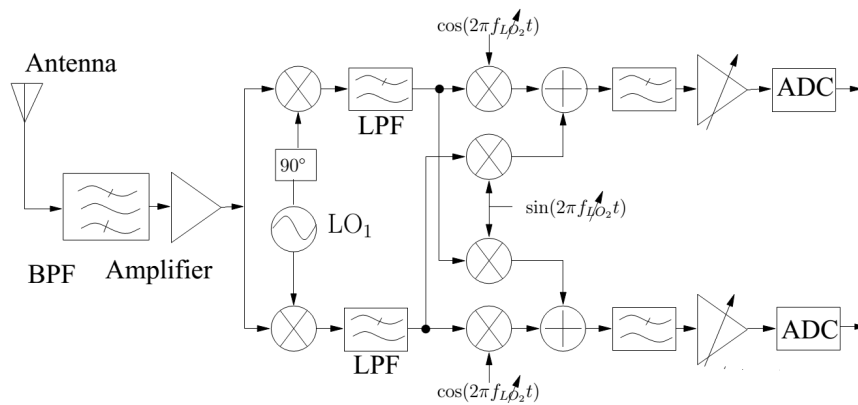 cos(2πf_{LO_2}t)
Antenna
ADC
LPF
90°
sin(2πf_{LO_2}t)
LO_1
BPF
Amplifier
ADC
LPF
cos(2πf_{LO_2}t)